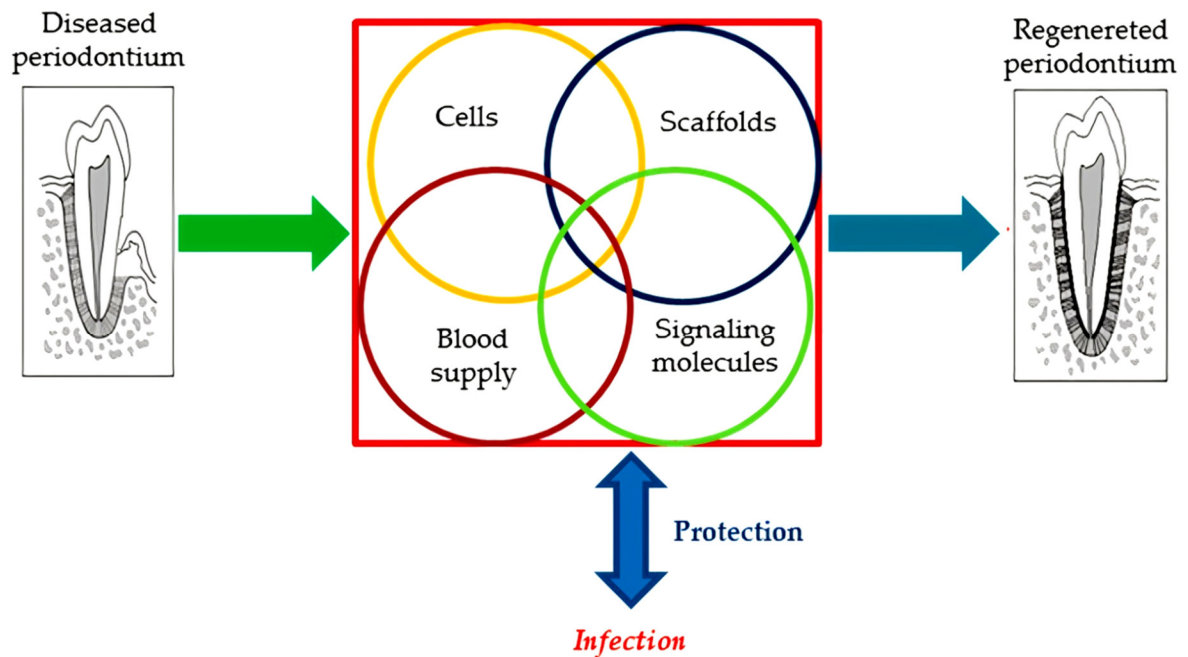 Diseased
periodontium
Cells
Scaffolds
Blood
supply
Signaling
molecules
Regenereted
periodontium
Protection
Infection